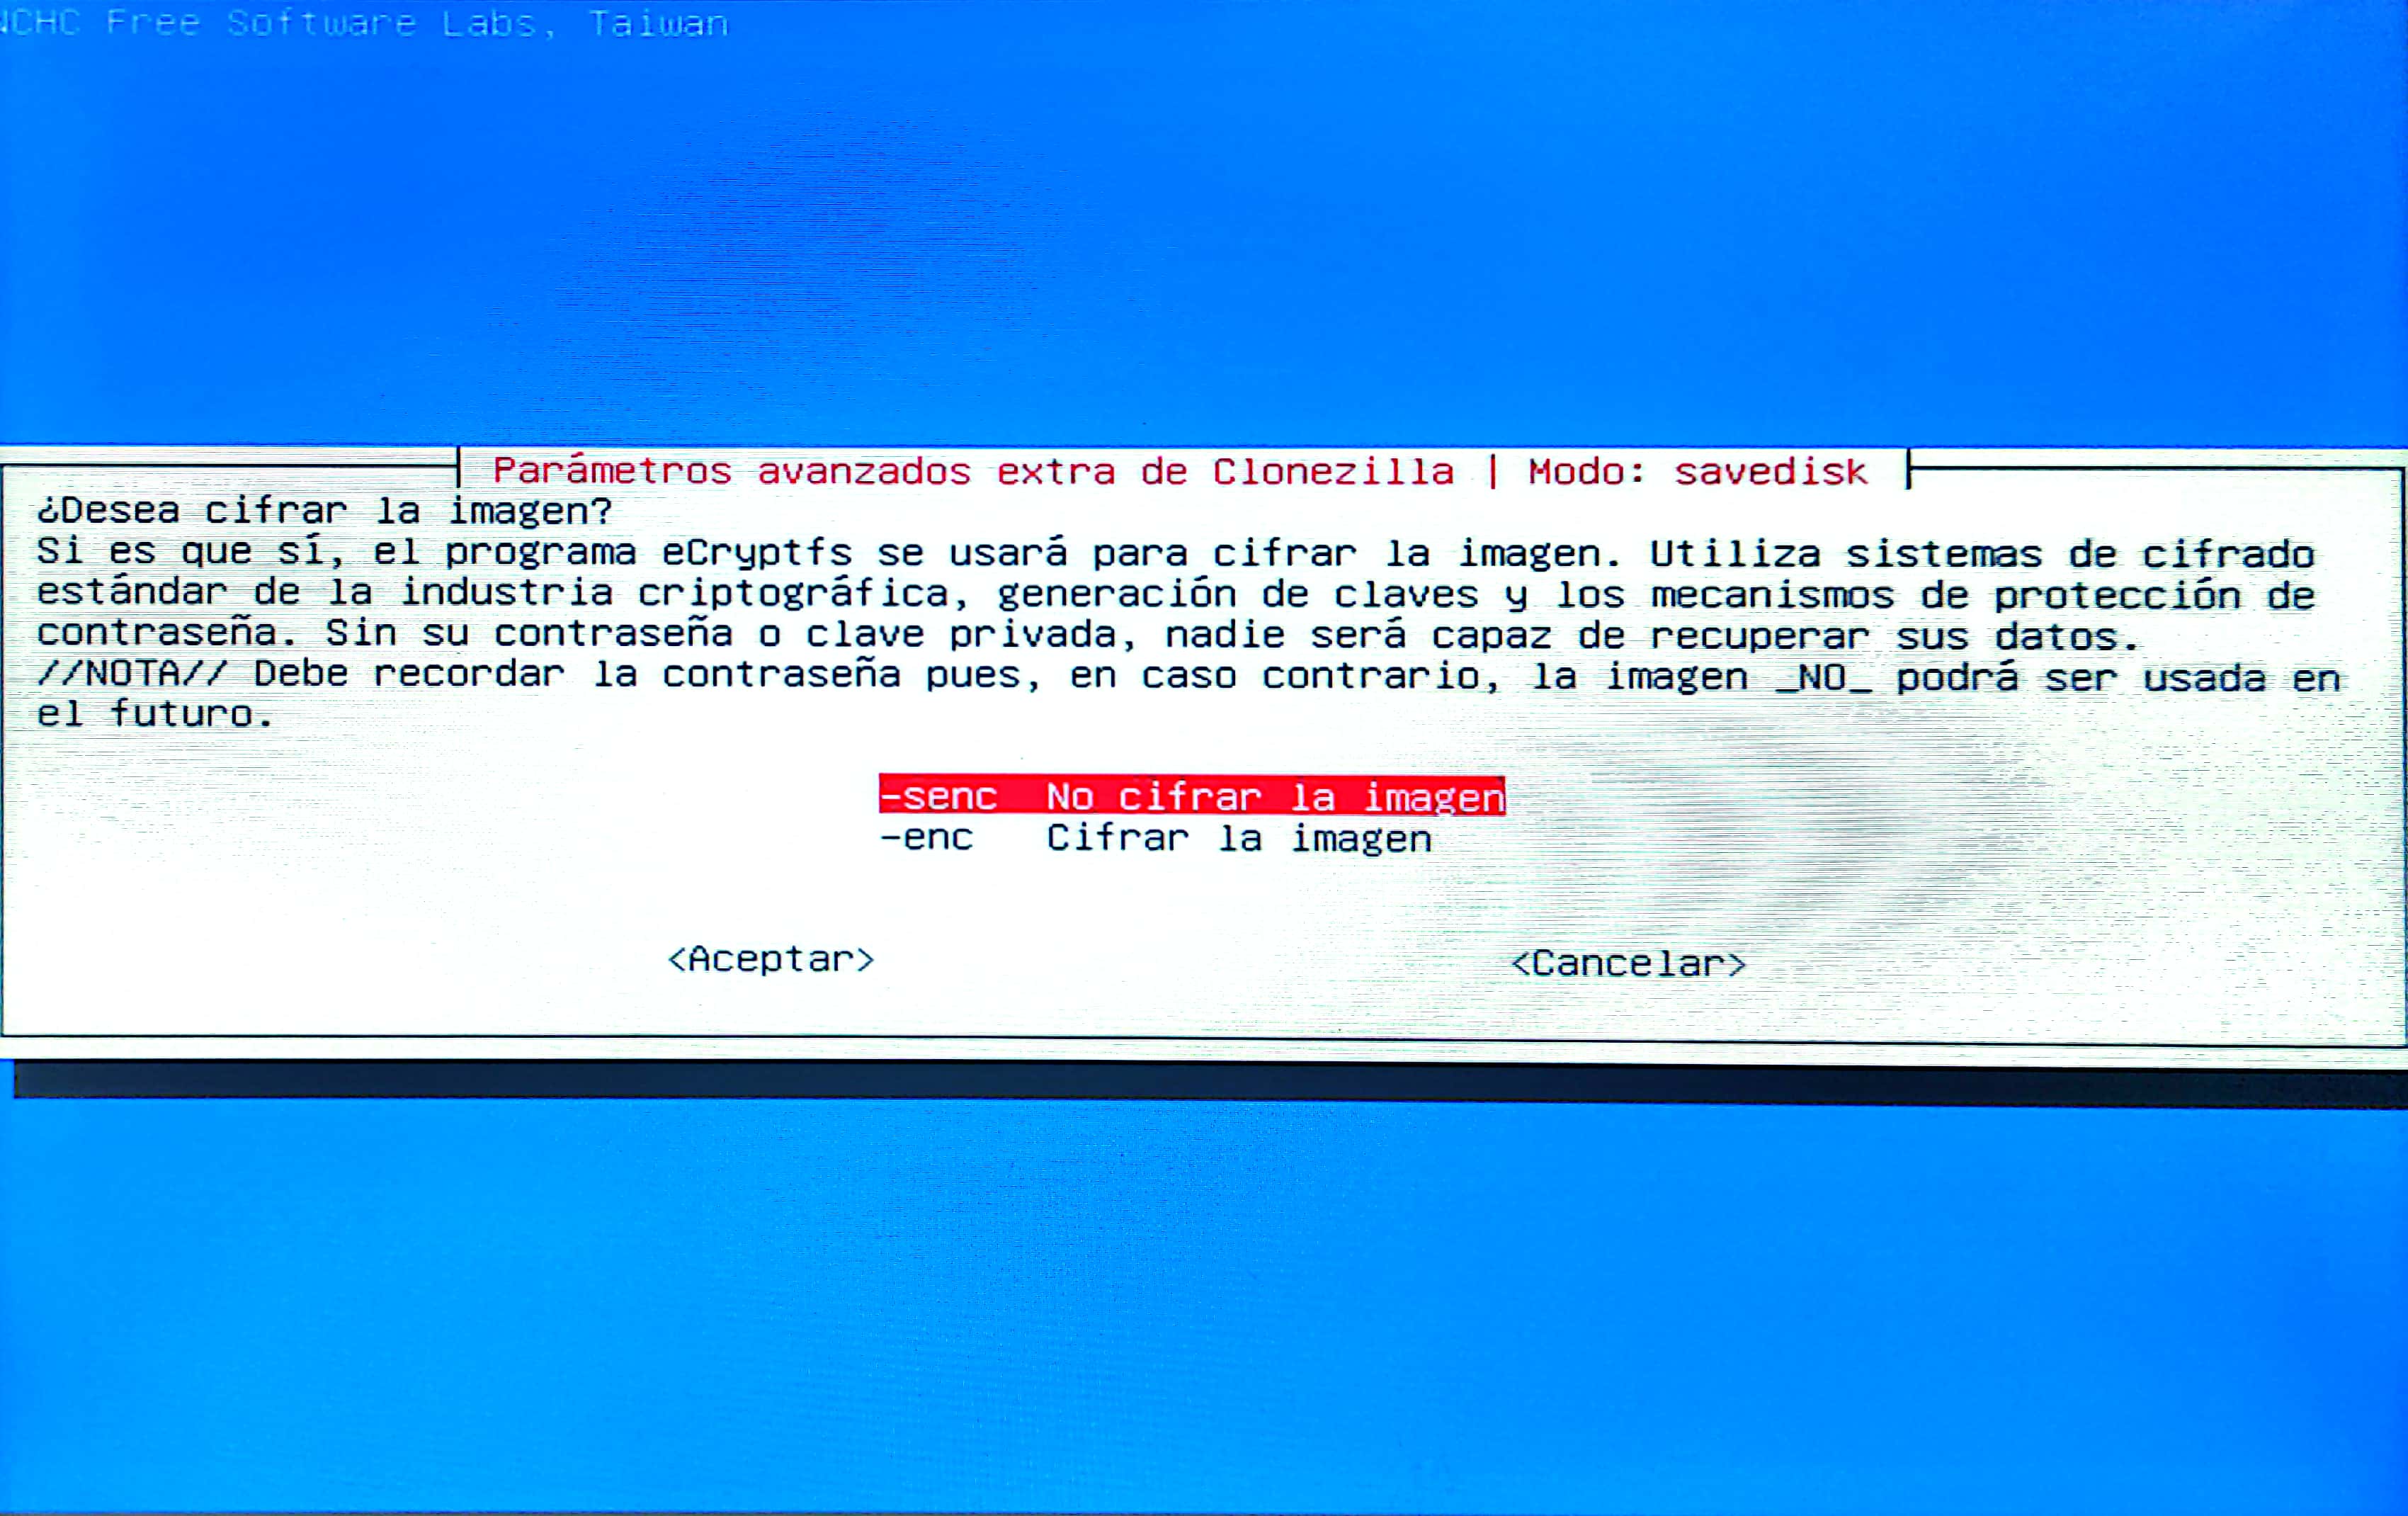 NCHC Free Software Labs, Taiwan
Parámetros avanzados extra de Clonezilla | Modo: savedisk
¿Desea cifrar la imagen?
Si es que sí, el programa eCryptfs se usará para cifrar la imagen. Utiliza sistemas de cifrado
estándar de la industria criptográfica, generación de claves y los mecanismos de protección de
contraseña. Sin su contraseña o clave privada, nadie será capaz de recuperar sus datos.
//NOTA// Debe recordar la contraseña pues, en caso contrario, la imagen _NO_ podrá ser usada en
el futuro.
-senc No cifrar la imagen
-enc Cifrar la imagen
<Aceptar> <Cancelar>